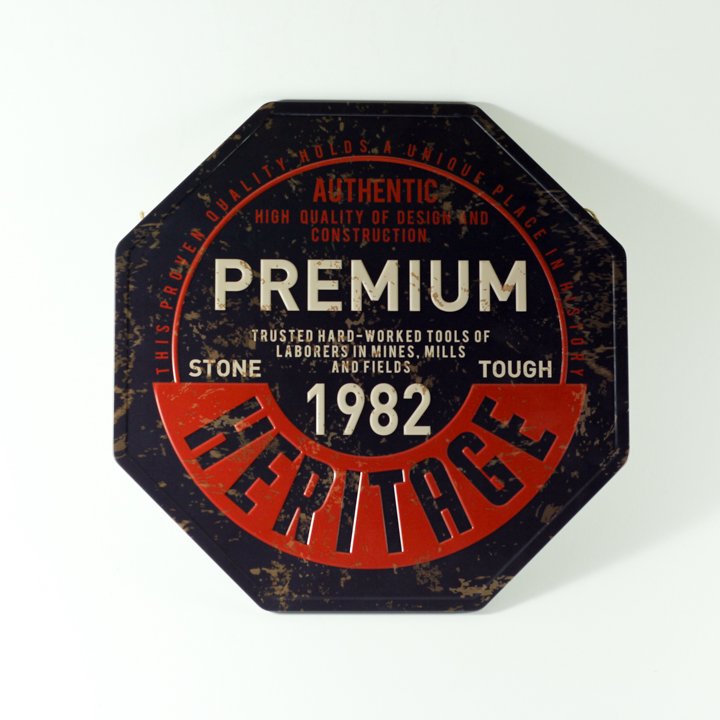 THIS PROVEN QUALITY HOLDS A UNIQUE PLACE IN HISTORY
AUTHENTIC
HIGH QUALITY OF DESIGN AND
CONSTRUCTION
PREMIUM
TRUSTED HARD-WORKED TOOLS OF
LABORERS IN MINES, MILLS
AND FIELDS
STONE TOUGH
1982
HERITAGE